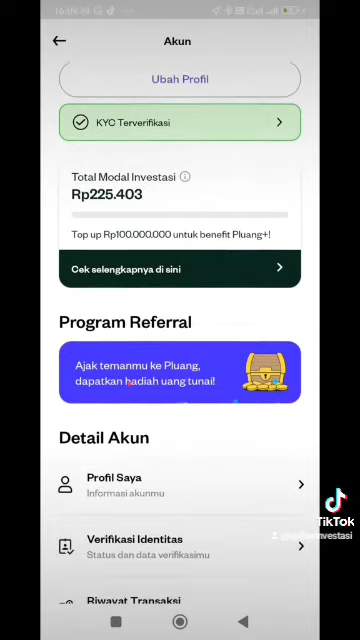 Akun
Ubah Profil
KYC Terverifikasi
Total Modal Investasi
Rp225.403
Top up Rp100.000.000 untuk benefit Pluang+!
Cek selengkapnya di sini
Program Referral
Ajak temanmu ke Pluang,
dapatkan hadiah uang tunai!
Detail Akun
Profil Saya
Informasi akunmu
TikTok
Verifikasi Identitas
Status dan data verifikasimu
Riwayat Transaksi